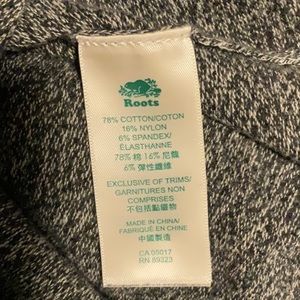 Roots
78% COTTON/COTON
16% NYLON
6% SPANDEX/
ÉLASTHANNE
78% 棉 16% 尼龍
6% 彈性纖維
EXCLUSIVE OF TRIMS/
GARNITURES NON
COMPRISES
不包括點綴物
MADE IN CHINA/
FABRIQUÉ EN CHINE
中國製造
CA 05017
RN 89323